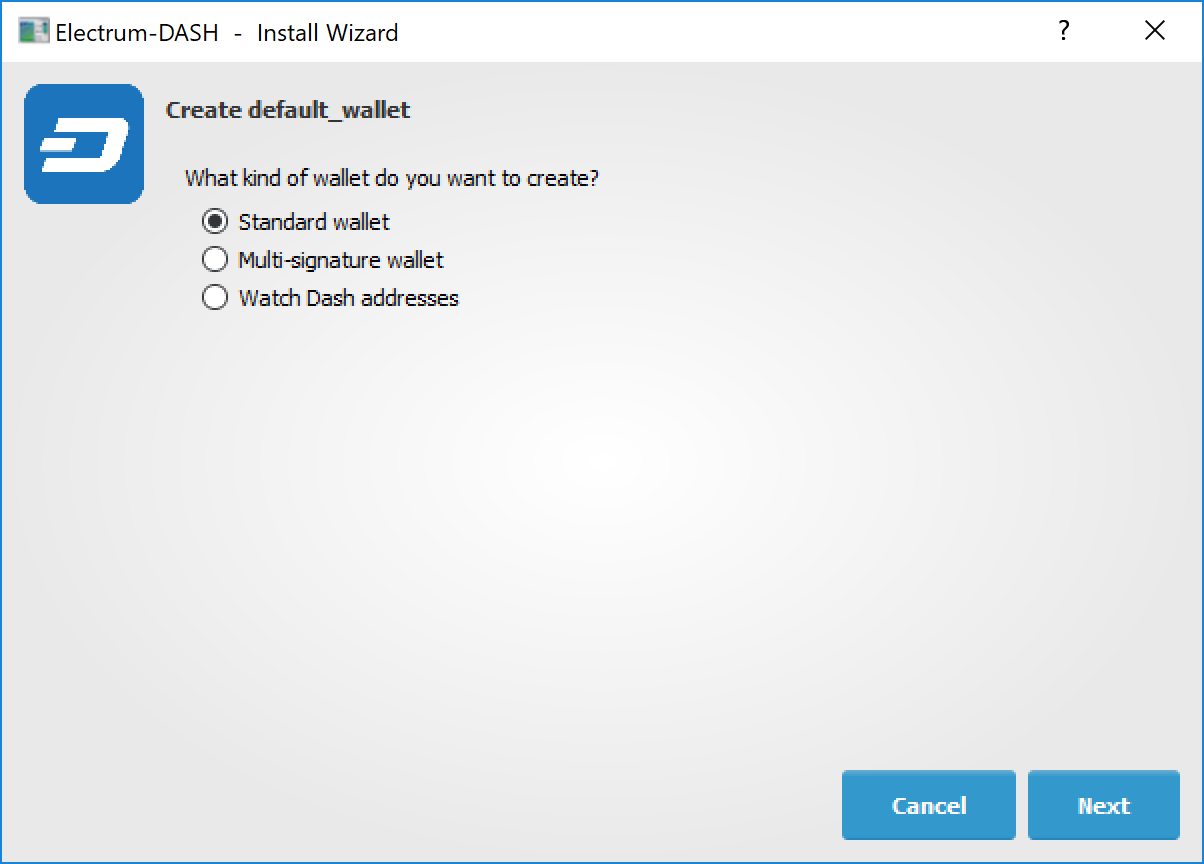 Electrum-DASH - Install Wizard
?
Create default_wallet
What kind of wallet do you want to create?
Standard wallet
Multi-signature wallet
Watch Dash addresses
Cancel
Next